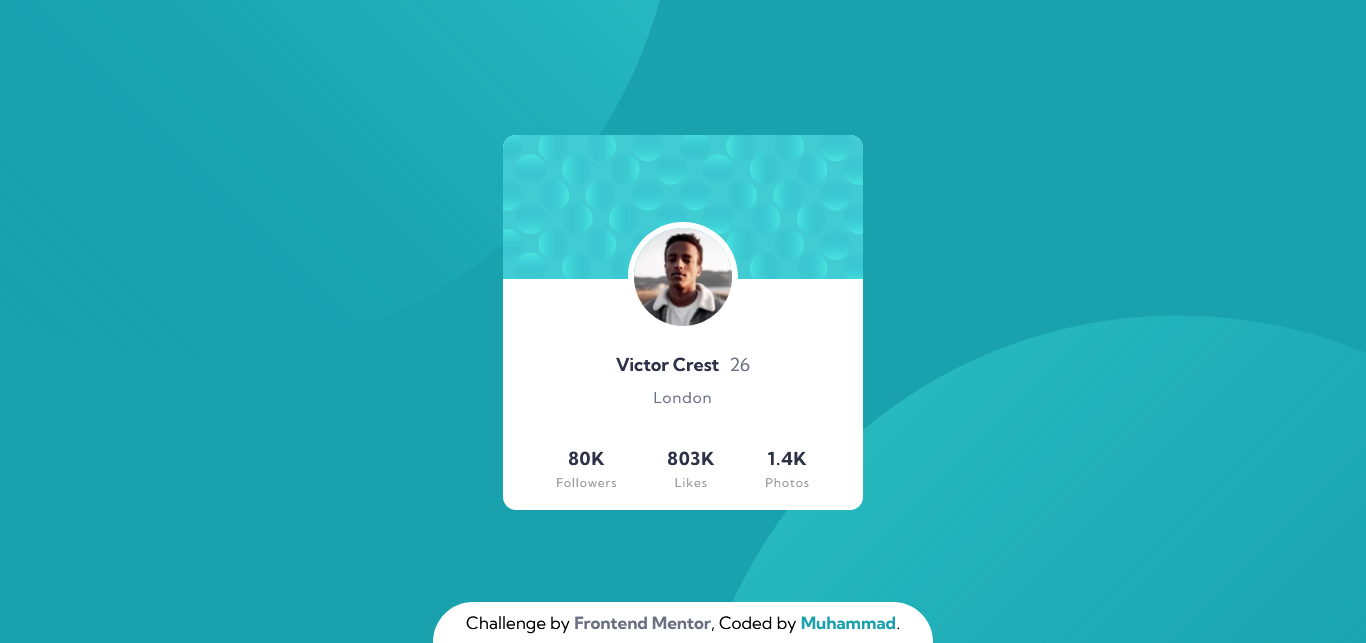 Victor Crest 26
London
80K 803K 1.4K
Followers Likes Photos
Challenge by Frontend Mentor, Coded by Muhammad.